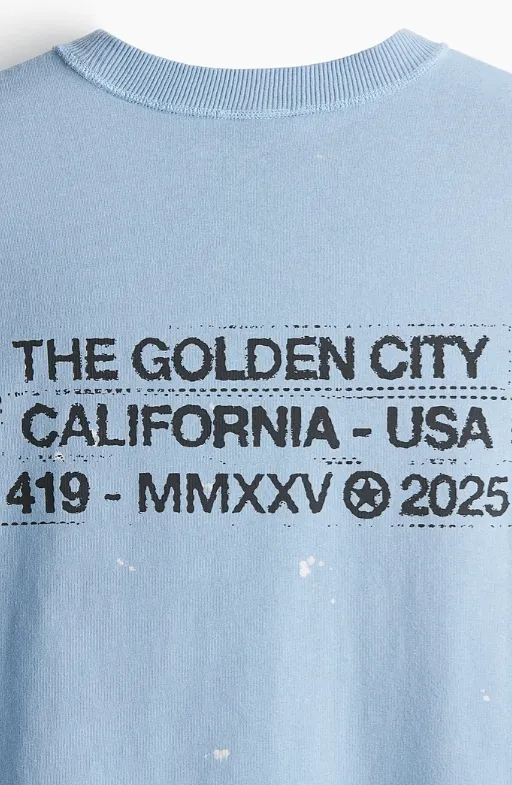 THE GOLDEN CITY
CALIFORNIA - USA
419 - MMXXV ✪ 2025